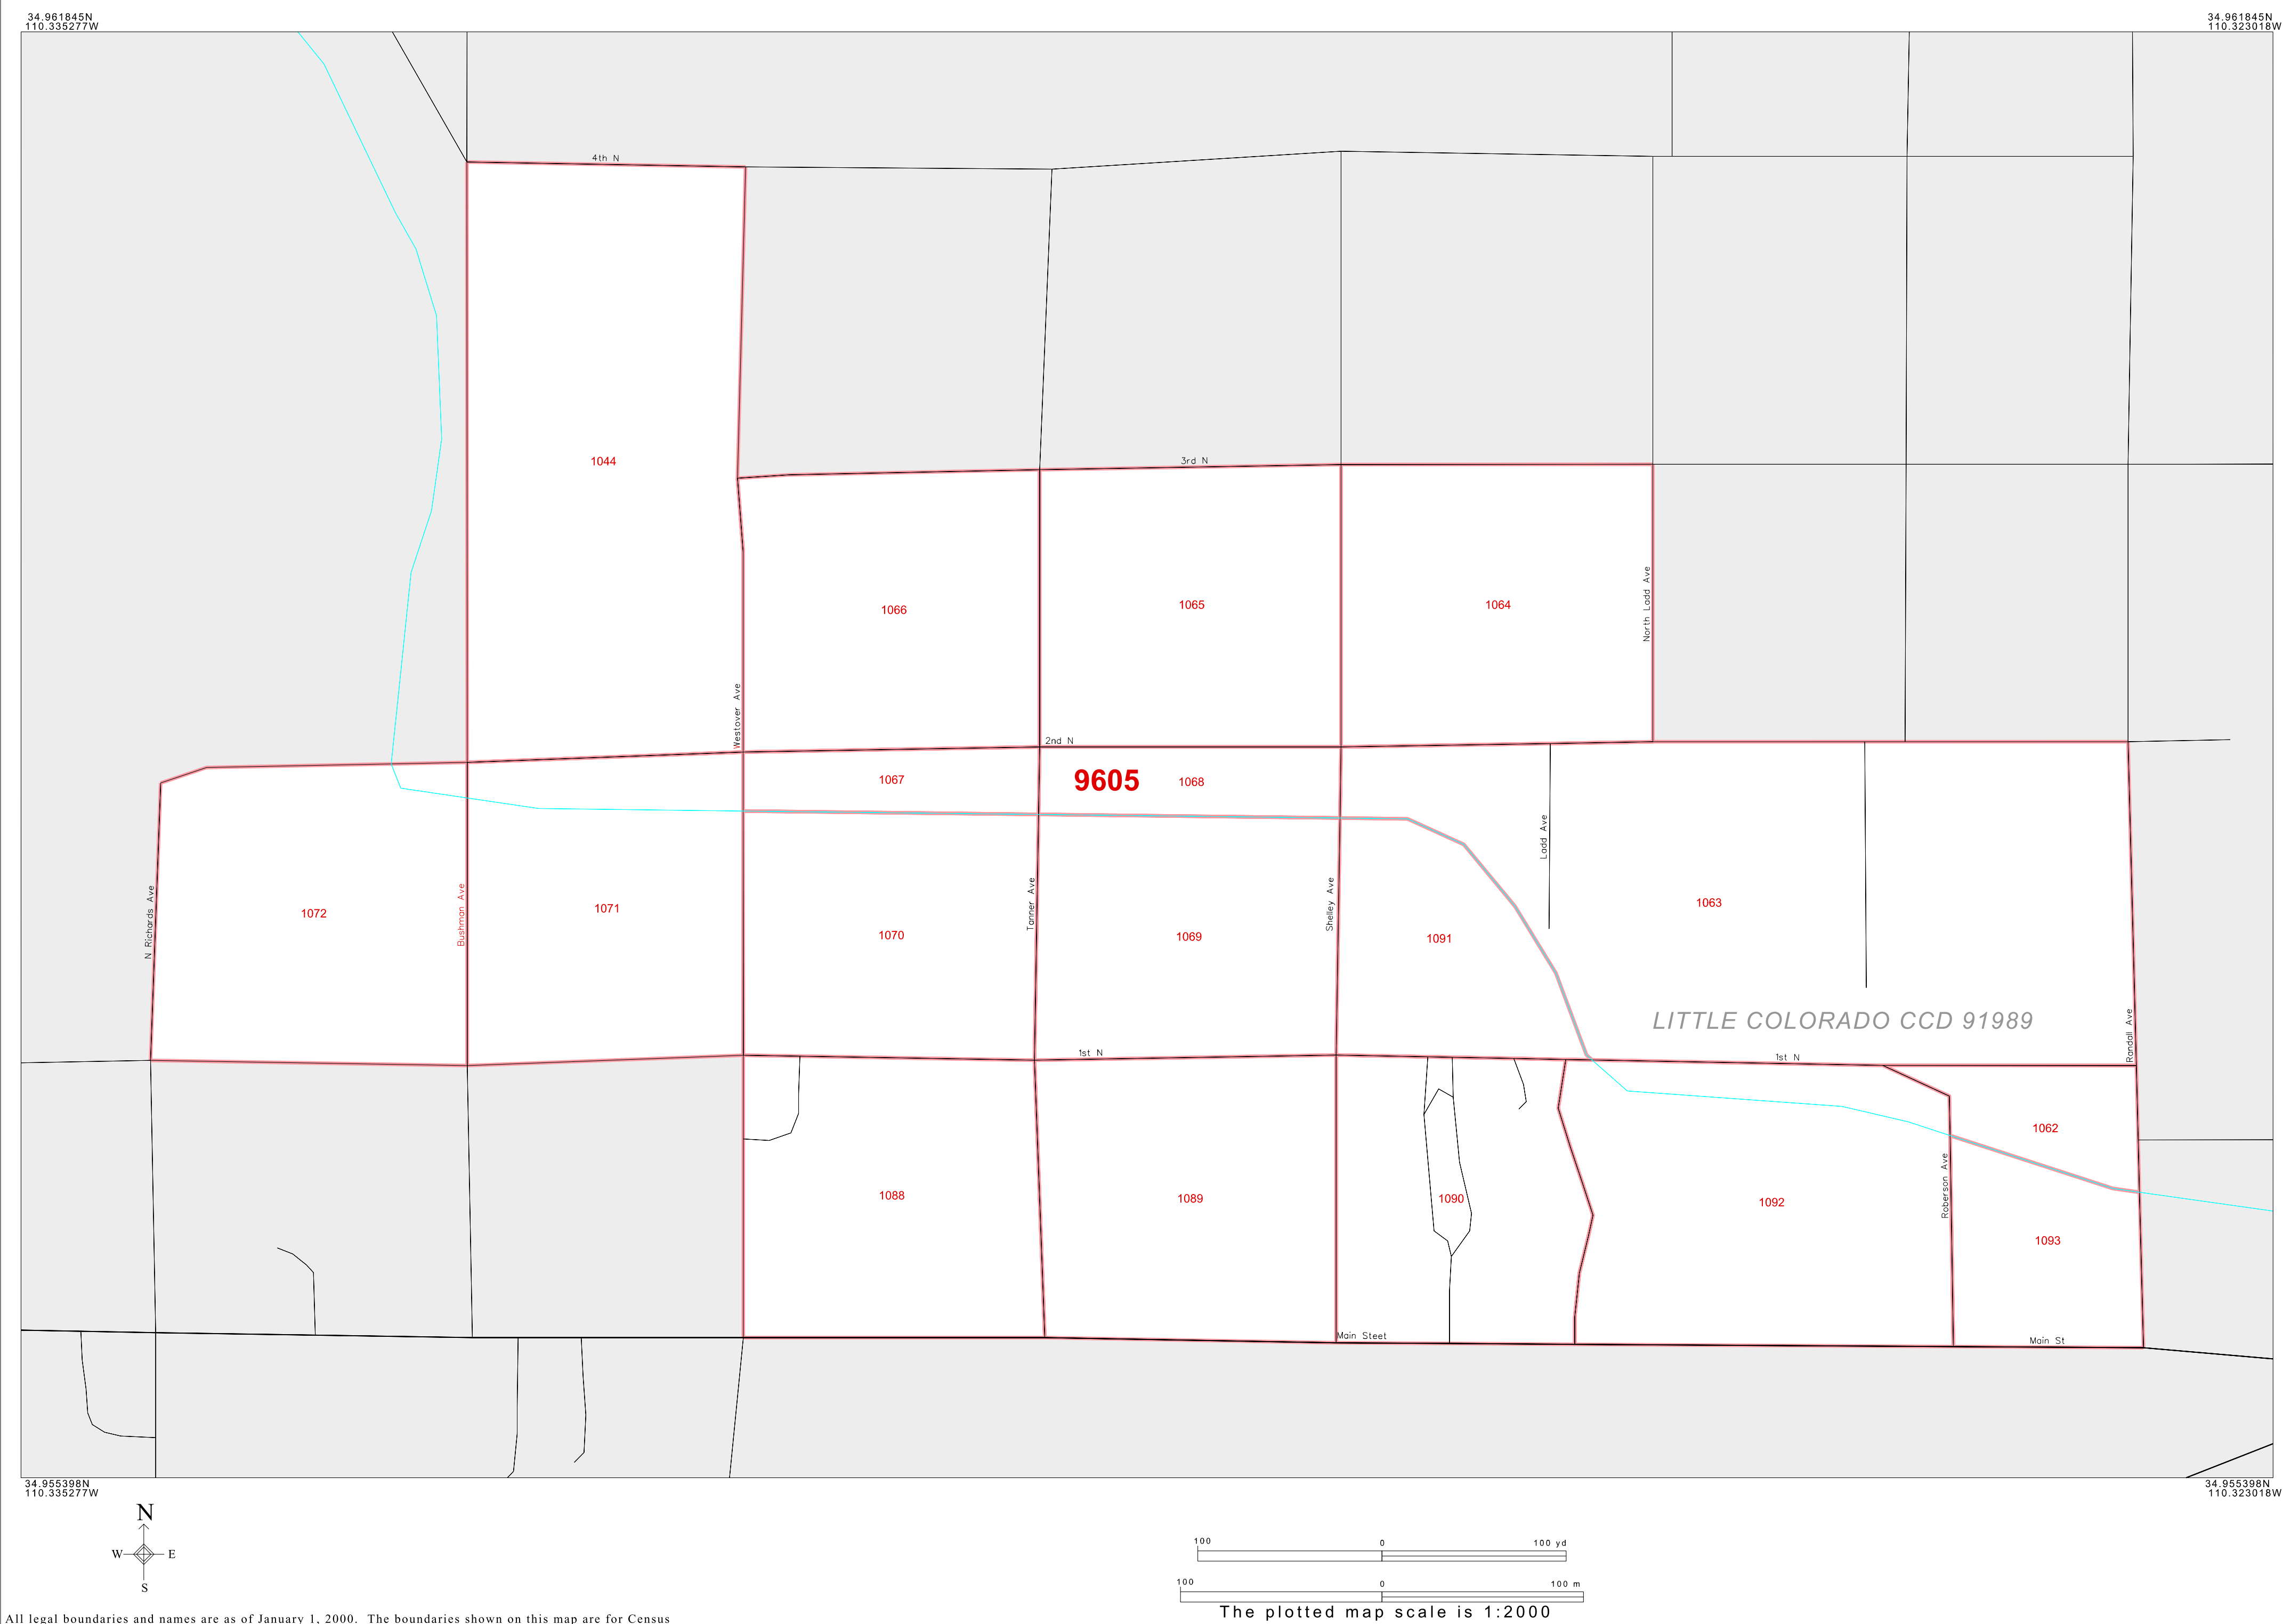 34.961845N
110.335277W
34.961845N
110.323018W
4th N
1044
3rd N
1066
1065
1064
North Ladd Ave
Westover Ave
2nd N
1067
9605
1068
Ladd Ave
N Richards Ave
1072
Bushman Ave
1071
1070
Tanner Ave
1069
Shelley Ave
1091
1063
LITTLE COLORADO CCD 91989
Randall Ave
1st N
1st N
1062
1088
1089
1090
1092
Roberson Ave
1093
Main Steet
Main St
34.955398N
110.335277W
34.955398N
110.323018W
N
W
E
S
100
0
100 yd
100
0
100 m
The plotted map scale is 1:2000
All legal boundaries and names are as of January 1, 2000. The boundaries shown on this map are for Census